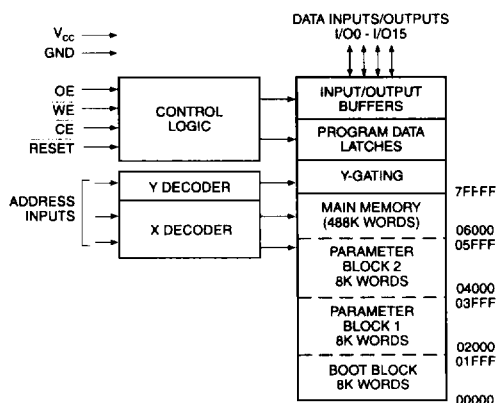 DATA INPUTS/OUTPUTS
I/O0 - I/O15
Vcc
GND
OE
WE
CE
RESET
CONTROL
LOGIC
INPUT/OUTPUT
BUFFERS
PROGRAM DATA
LATCHES
Y-GATING
ADDRESS
INPUTS
Y DECODER
X DECODER
7FFFF
MAIN MEMORY
(488K WORDS)
06000
05FFF
PARAMETER
BLOCK 2
8K WORDS
04000
03FFF
PARAMETER
BLOCK 1
8K WORDS
02000
01FFF
BOOT BLOCK
8K WORDS
00000